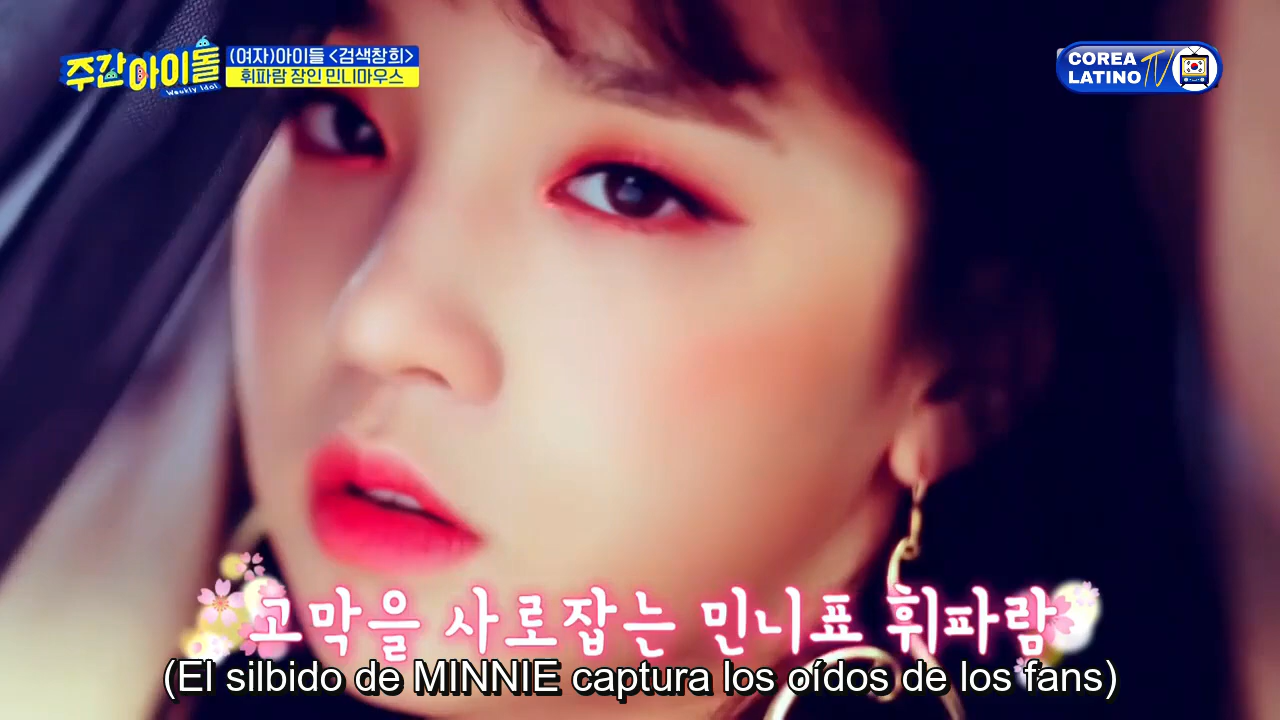 주간아이돌
Weekly Idol
(여자)아이들 <검색창희>
휘파람 장인 민니마우스
COREA
LATINO TV
고막을 사로잡는 민니표 휘파람
(El silbido de MINNIE captura los oídos de los fans)